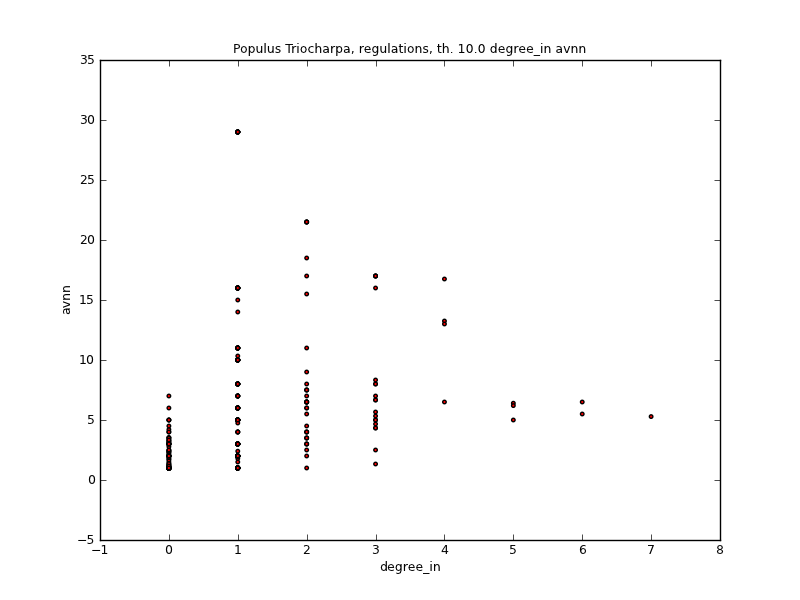 Populus Triocharpa, regulations, th. 10.0 degree_in avnn
35
30
25
20
15
10
5
0
−5
avnn
−1 0 1 2 3 4 5 6 7 8
degree_in